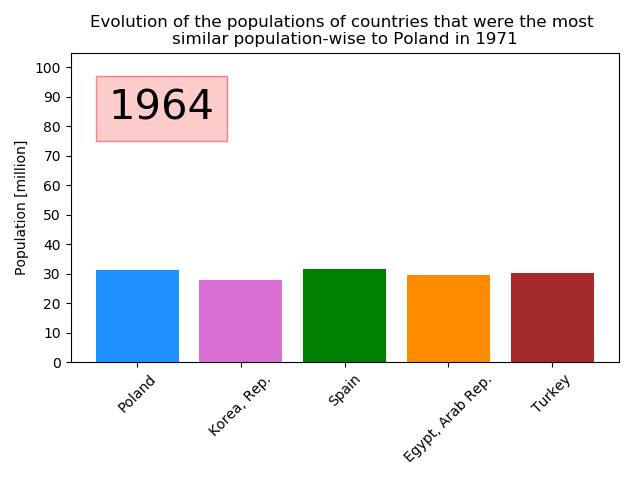 Evolution of the populations of countries that were the most
similar population-wise to Poland in 1971
1964
Population [million]
100
90
80
70
60
50
40
30
20
10
0
Poland
Korea, Rep.
Spain
Egypt, Arab Rep.
Turkey